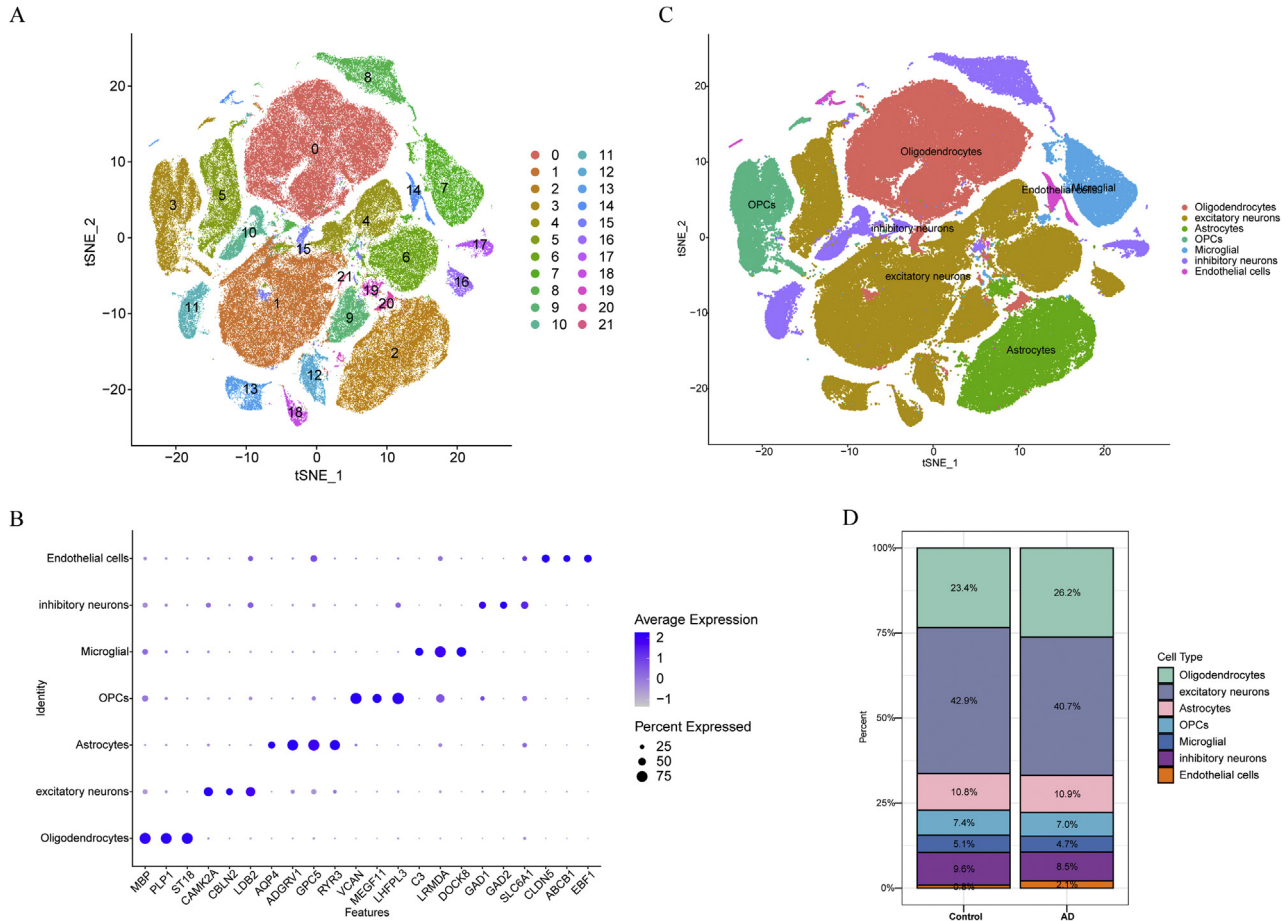 A
tSNE_2
20
10
0
−10
−20
−20
−10
0
10
20
tSNE_1
8
0
3
5
7
14
4
10
15
17
6
21
16
19
11
1
20
9
2
12
13
18
0
1
2
3
4
5
6
7
8
9
10
11
12
13
14
15
16
17
18
19
20
21
C
tSNE_2
20
10
0
−10
−20
−20
−10
0
10
20
tSNE_1
Oligodendrocytes
OPCs
Endothelial cells
Microglial
inhibitory neurons
excitatory neurons
Astrocytes
Oligodendrocytes
excitatory neurons
Astrocytes
OPCs
Microglial
inhibitory neurons
Endothelial cells
B
Identity
Endothelial cells
inhibitory neurons
Microglial
OPCs
Astrocytes
excitatory neurons
Oligodendrocytes
MBP
PLP1
ST18
CAMK2A
CBLN2
LDB2
AQP4
ADGRV1
GPC5
RYR3
VCAN
MEGF11
LHFPL3
C3
LRMDA
DOCK8
GAD1
GAD2
SLC6A1
CLDN5
ABCB1
EBF1
Features
Average Expression
2
1
0
−1
Percent Expressed
25
50
75
D
Percent
100%
75%
50%
25%
0%
23.4%
42.9%
10.8%
7.4%
5.1%
9.6%
0.8%
26.2%
40.7%
10.9%
7.0%
4.7%
8.5%
2.1%
Control
AD
Cell Type
Oligodendrocytes
excitatory neurons
Astrocytes
OPCs
Microglial
inhibitory neurons
Endothelial cells